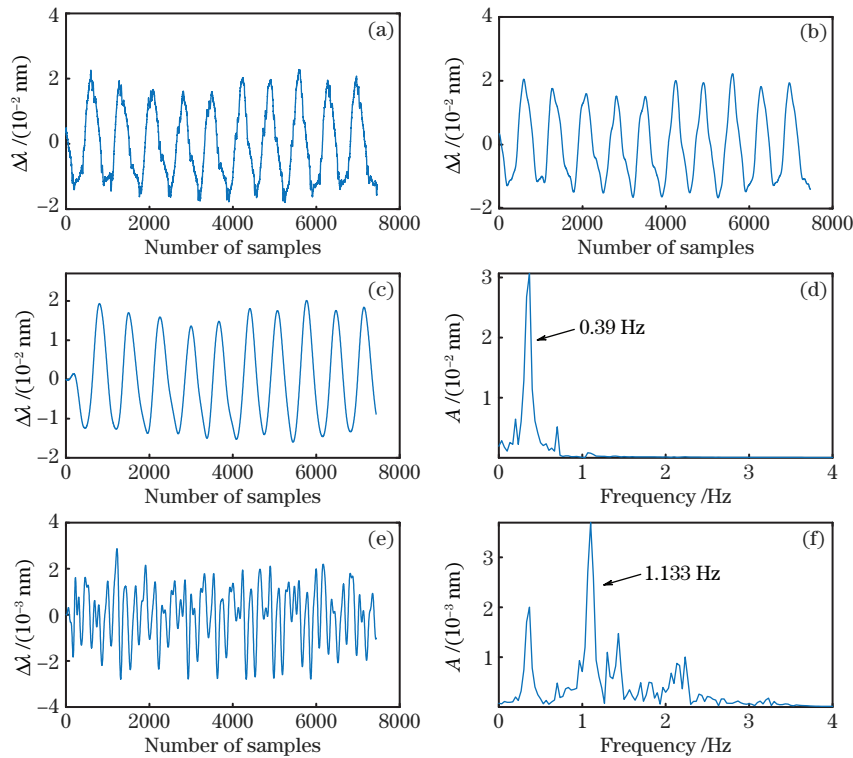 (a)
4
2
0
−2
Δλ /(10⁻² nm)
0 2000 4000 6000 8000
Number of samples
(b)
4
2
0
−2
Δλ /(10⁻² nm)
0 2000 4000 6000 8000
Number of samples
(c)
2
1
0
−1
−2
Δλ /(10⁻² nm)
0 2000 4000 6000 8000
Number of samples
(d)
3
2
1
A /(10⁻² nm)
0.39 Hz
0 1 2 3 4
Frequency /Hz
(e)
4
2
0
−2
−4
Δλ /(10⁻³ nm)
0 2000 4000 6000 8000
Number of samples
(f)
3
2
1
A /(10⁻³ nm)
1.133 Hz
0 1 2 3 4
Frequency /Hz